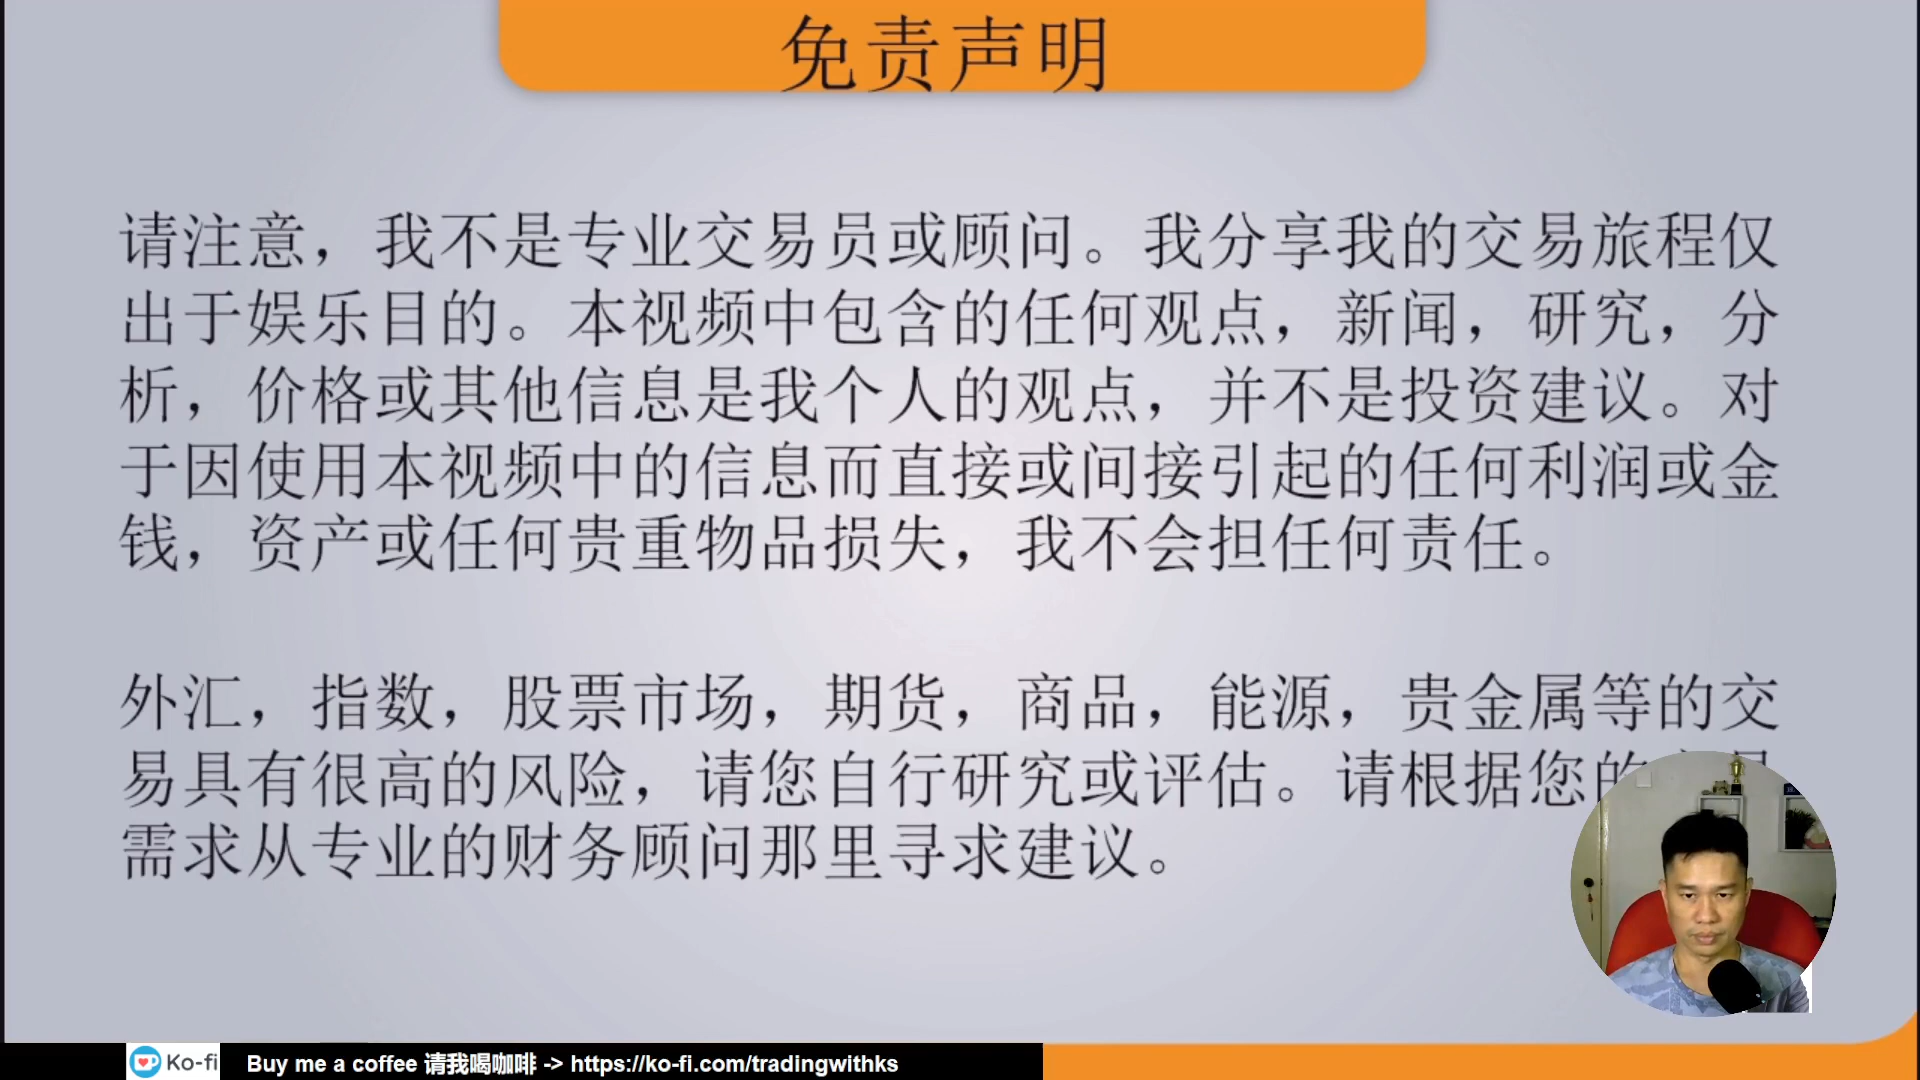 免责声明
请注意，我不是专业交易员或顾问。我分享我的交易旅程仅
出于娱乐目的。本视频中包含的任何观点，新闻，研究，分
析，价格或其他信息是我个人的观点，并不是投资建议。对
于因使用本视频中的信息而直接或间接引起的任何利润或金
钱，资产或任何贵重物品损失，我不会担任何责任。
外汇，指数，股票市场，期货，商品，能源，贵金属等的交
易具有很高的风险，请您自行研究或评估。请根据您的
需求从专业的财务顾问那里寻求建议。
Ko-fi Buy me a coffee 请我喝咖啡 -> https://ko-fi.com/tradingwithks